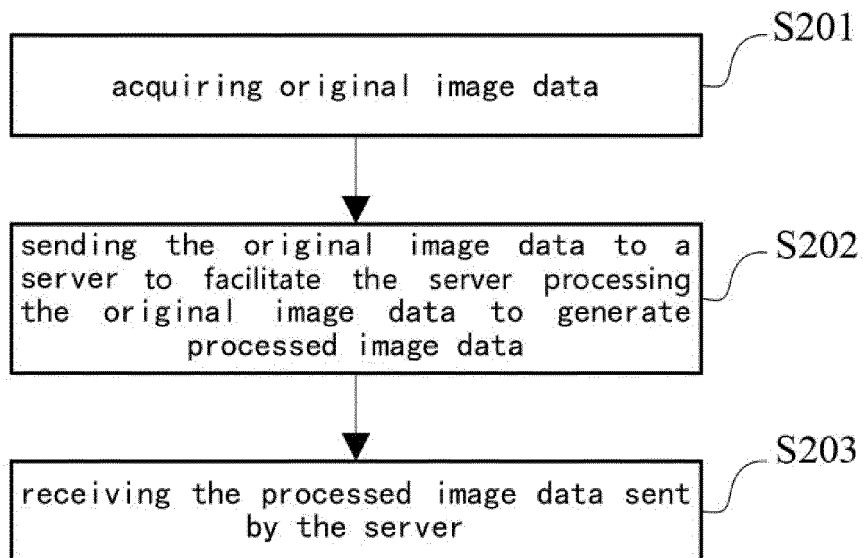 S201
acquiring original image data
S202
sending the original image data to a
server to facilitate the server processing
the original image data to generate
processed image data
S203
receiving the processed image data sent
by the server